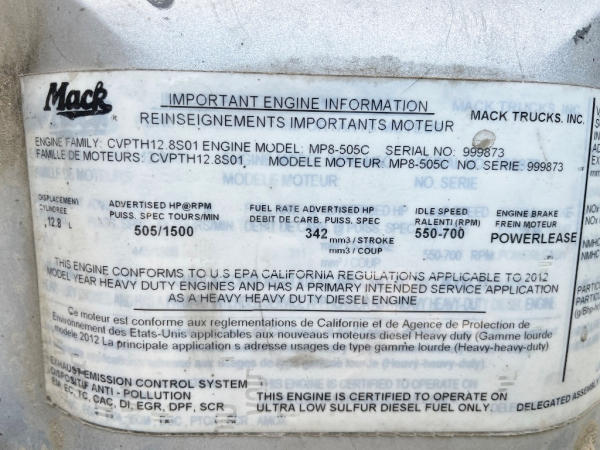 Mack
IMPORTANT ENGINE INFORMATION
REINSEIGNEMENTS IMPORTANTS MOTEUR
MACK TRUCKS, INC.
ENGINE FAMILY: CVPTH12.8S01 ENGINE MODEL: MP8-505C SERIAL NO: 999873
FAMILLE DE MOTEURS: CVPTH12.8S01, MODELE MOTEUR: MP8-505C NO. SERIE: 999873
DISPLACEMENT
CYLINDREE
12.8 L
ADVERTISED HP@RPM
PUISS. SPEC TOURS/MIN
505/1500
FUEL RATE ADVERTISED HP
DEBIT DE CARB. PUISS. SPEC
342 mm3 / STROKE
mm3 / COUP
IDLE SPEED
RALENTI (RPM)
550-700
ENGINE BRAKE
FREIN MOTEUR
POWERLEASE
THIS ENGINE CONFORMS TO U.S EPA CALIFORNIA REGULATIONS APPLICABLE TO 2012
MODEL YEAR HEAVY DUTY ENGINES AND HAS A PRIMARY INTENDED SERVICE APPLICATION
AS A HEAVY HEAVY DUTY DIESEL ENGINE
Ce moteur est conforme aux reglementations de Californie et de Agence de Protection de
Environnement des Etats-Unis applicables aux nouveaux moteurs diesel Heavy duty (Gamme lourde
modele 2012 La principale application s adresse usages de type gamme lourde (Heavy-heavy-duty)
EXHAUST EMISSION CONTROL SYSTEM
DISPOSITIF ANTI - POLLUTION
EM EC, TC, CAC, DI, EGR, DPF, SCR
THIS ENGINE IS CERTIFIED TO OPERATE ON
ULTRA LOW SULFUR DIESEL FUEL ONLY.
DELEGATED ASSEMBLY